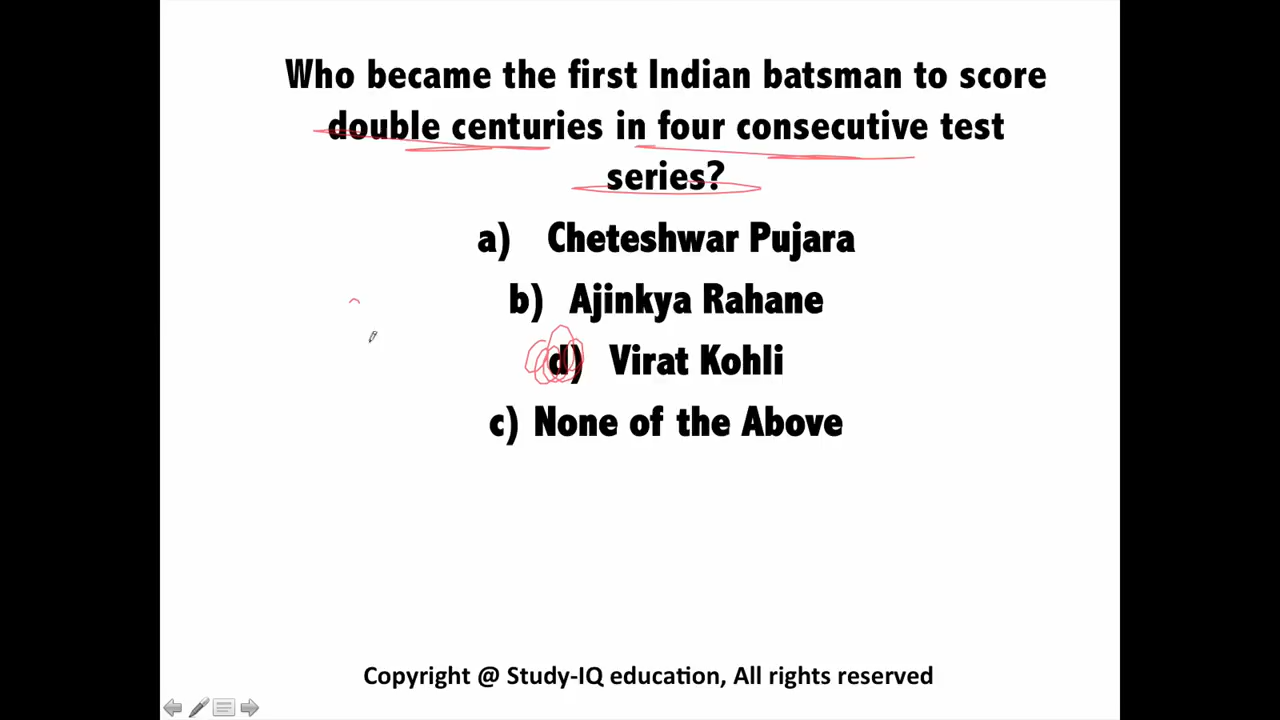 Who became the first Indian batsman to score
double centuries in four consecutive test
series?
a) Cheteshwar Pujara
b) Ajinkya Rahane
d) Virat Kohli
c) None of the Above
Copyright @ Study-IQ education, All rights reserved